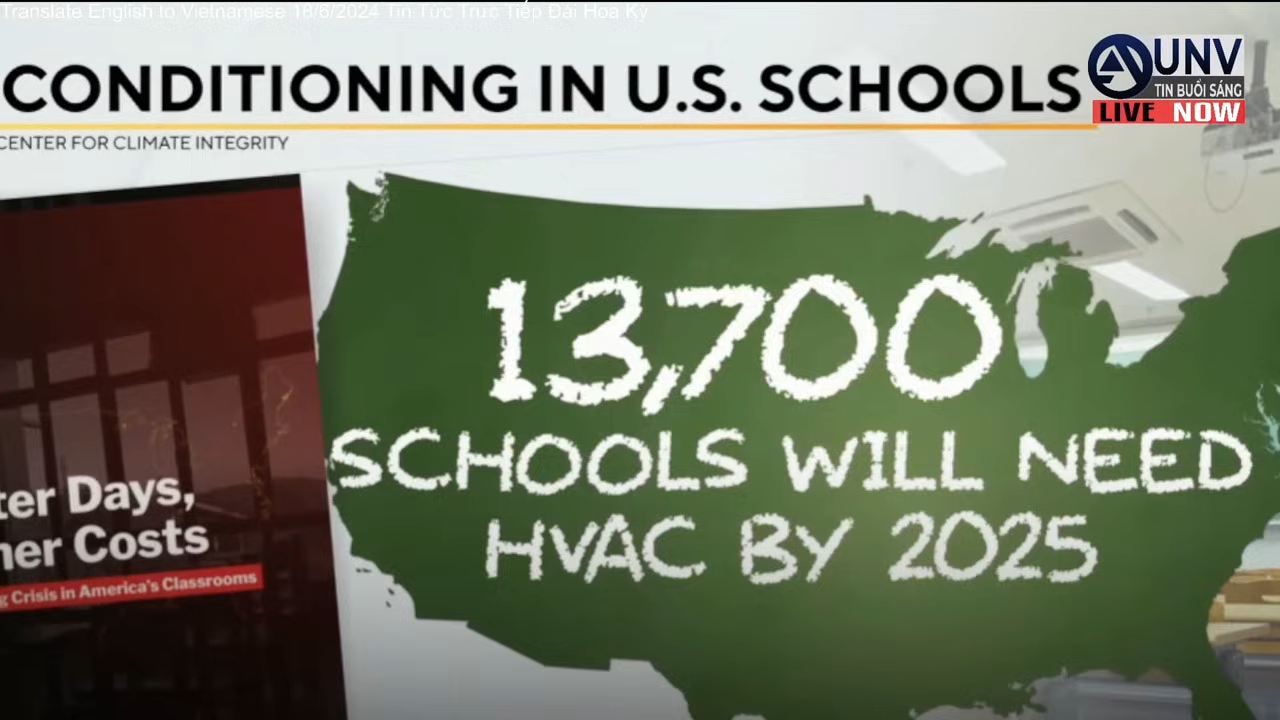 Translate English to Vietnamese 18/6/2024 Tin Tức Trực Tiếp Đài Hoa Kỳ
CONDITIONING IN U.S. SCHOOLS
CENTER FOR CLIMATE INTEGRITY
UNV
TIN BUỔI SÁNG
LIVE NOW
13,700
SCHOOLS WILL NEED
HVAC BY 2025
ter Days,
her Costs
g Crisis in America's Classrooms